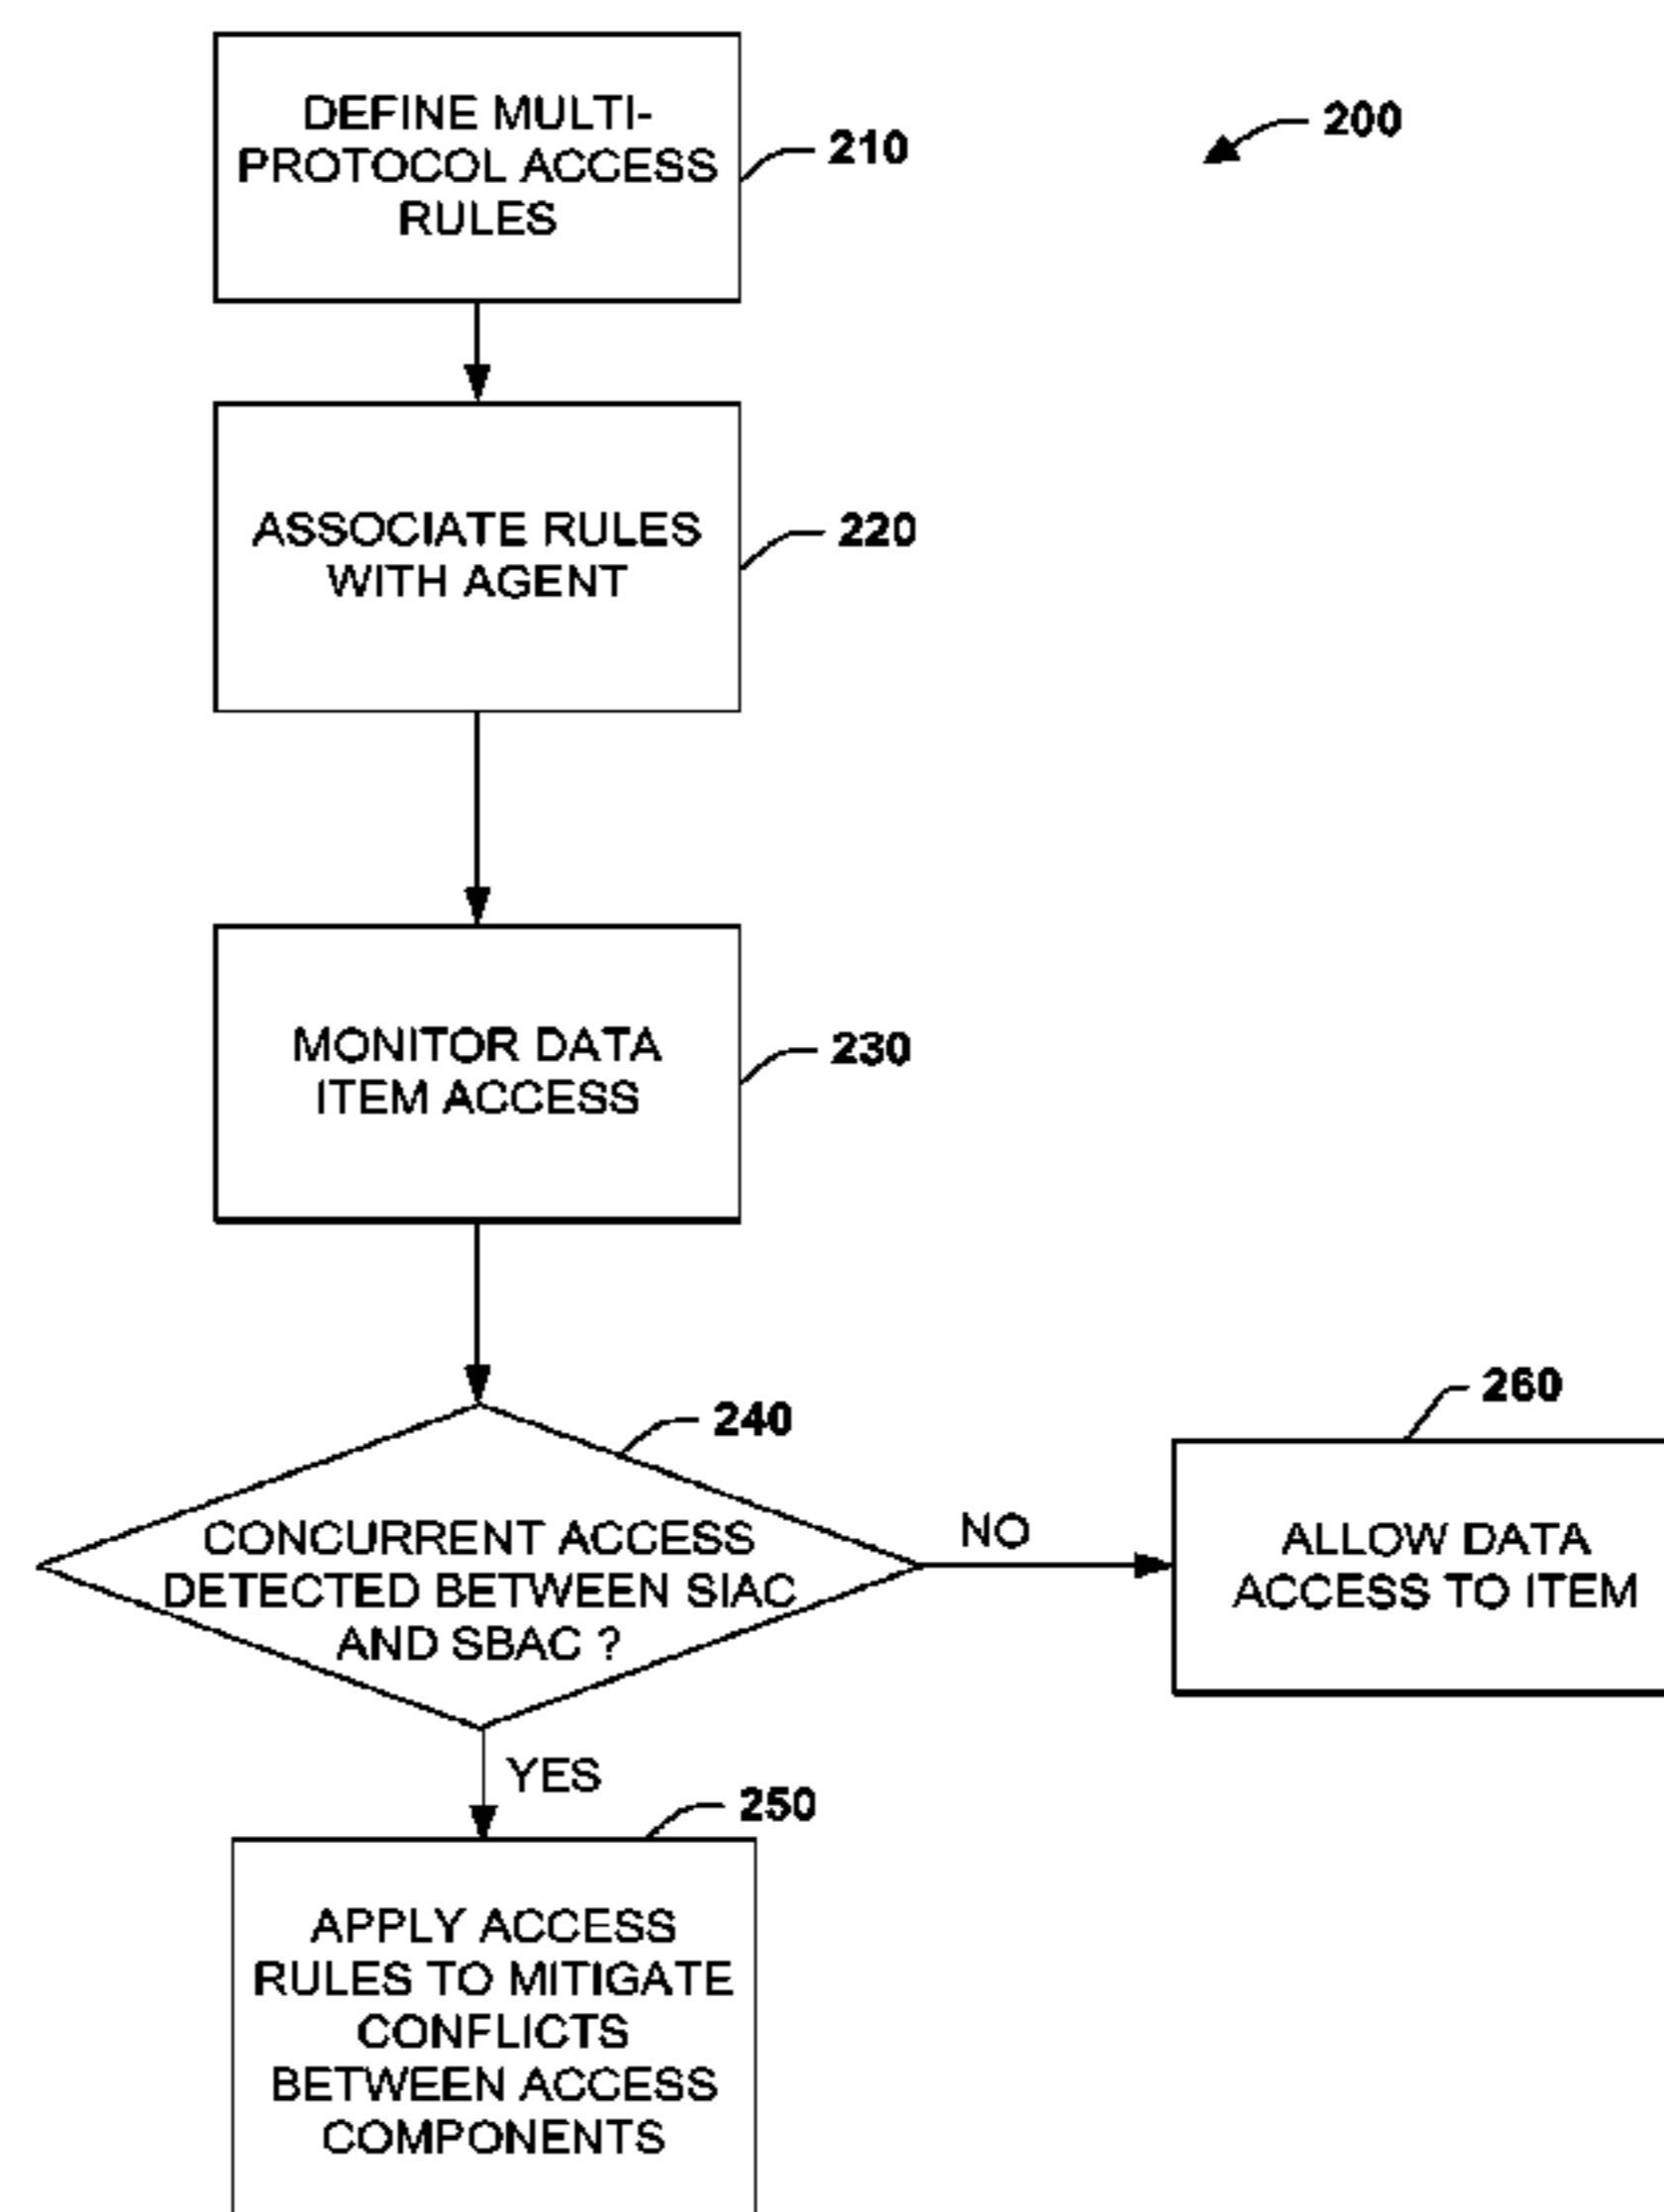 DEFINE MULTI-
PROTOCOL ACCESS
RULES
210
200
ASSOCIATE RULES
WITH AGENT
220
MONITOR DATA
ITEM ACCESS
230
240
CONCURRENT ACCESS
DETECTED BETWEEN SIAC
AND SBAC ?
NO
260
ALLOW DATA
ACCESS TO ITEM
YES
250
APPLY ACCESS
RULES TO MITIGATE
CONFLICTS
BETWEEN ACCESS
COMPONENTS